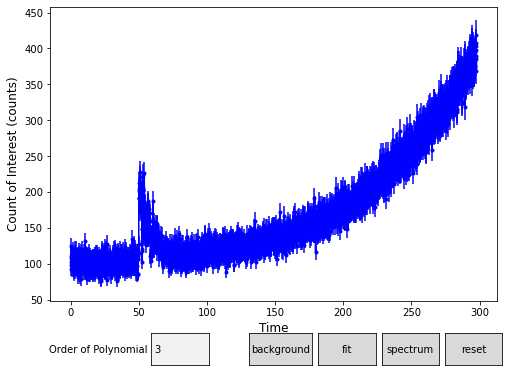 450
400
350
300
250
200
150
100
50
Count of Interest (counts)
0 50 100 150 200 250 300
Time
Order of Polynomial 3 background fit spectrum reset